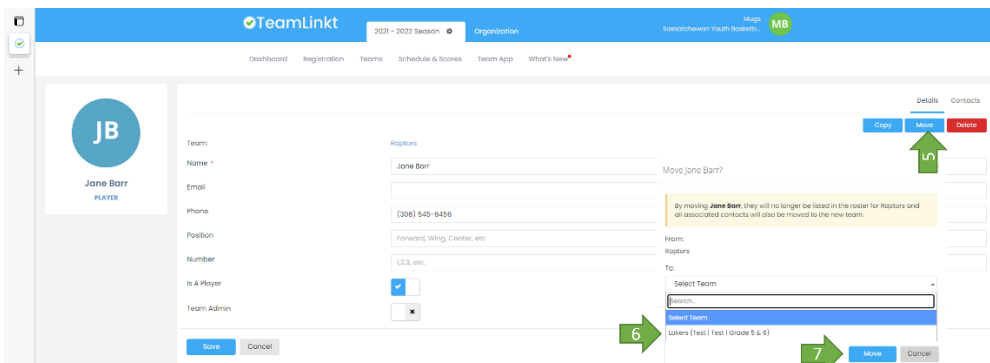 TeamLinkt
2021 - 2022 Season
Organization
Mugs
Saskatchewan Youth Basketb...
MB
Dashboard
Registration
Teams
Schedule & Scores
Team App
What's New
JB
Jane Barr
PLAYER
Details
Contacts
Copy
Move
Delete
5
Team:
Raptors
Name *
Jane Barr
Email
Phone
(306) 545-6456
Position
Forward, Wing, Center, etc
Number
1,2,3, etc.
Is A Player
Team Admin
Save
Cancel
Move Jane Barr?
By moving Jane Barr, they will no longer be listed in the roster for Raptors and
all associated contacts will also be moved to the new team.
From:
Raptors
To:
Select Team
Search...
Select Team
6
Lakers (Test | Test | Grade 5 & 6)
7
Move
Cancel